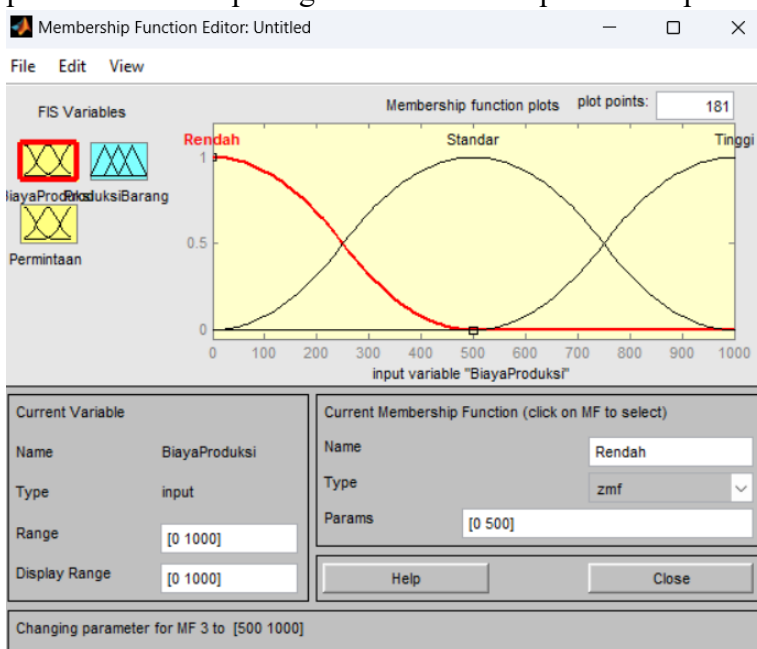 Membership Function Editor: Untitled
File Edit View
FIS Variables
BiayaProduksi
ProduksiBarang
Permintaan
Membership function plots plot points: 181
Rendah Standar Tinggi
1
0.5
0
0 100 200 300 400 500 600 700 800 900 1000
input variable "BiayaProduksi"
Current Variable
Name BiayaProduksi
Type input
Range [0 1000]
Display Range [0 1000]
Current Membership Function (click on MF to select)
Name Rendah
Type zmf
Params [0 500]
Help Close
Changing parameter for MF 3 to [500 1000]